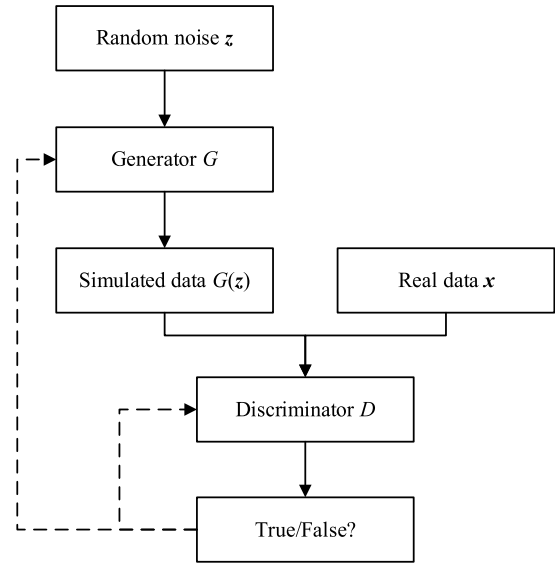 Random noise z
Generator G
Simulated data G(z)
Real data x
Discriminator D
True/False?